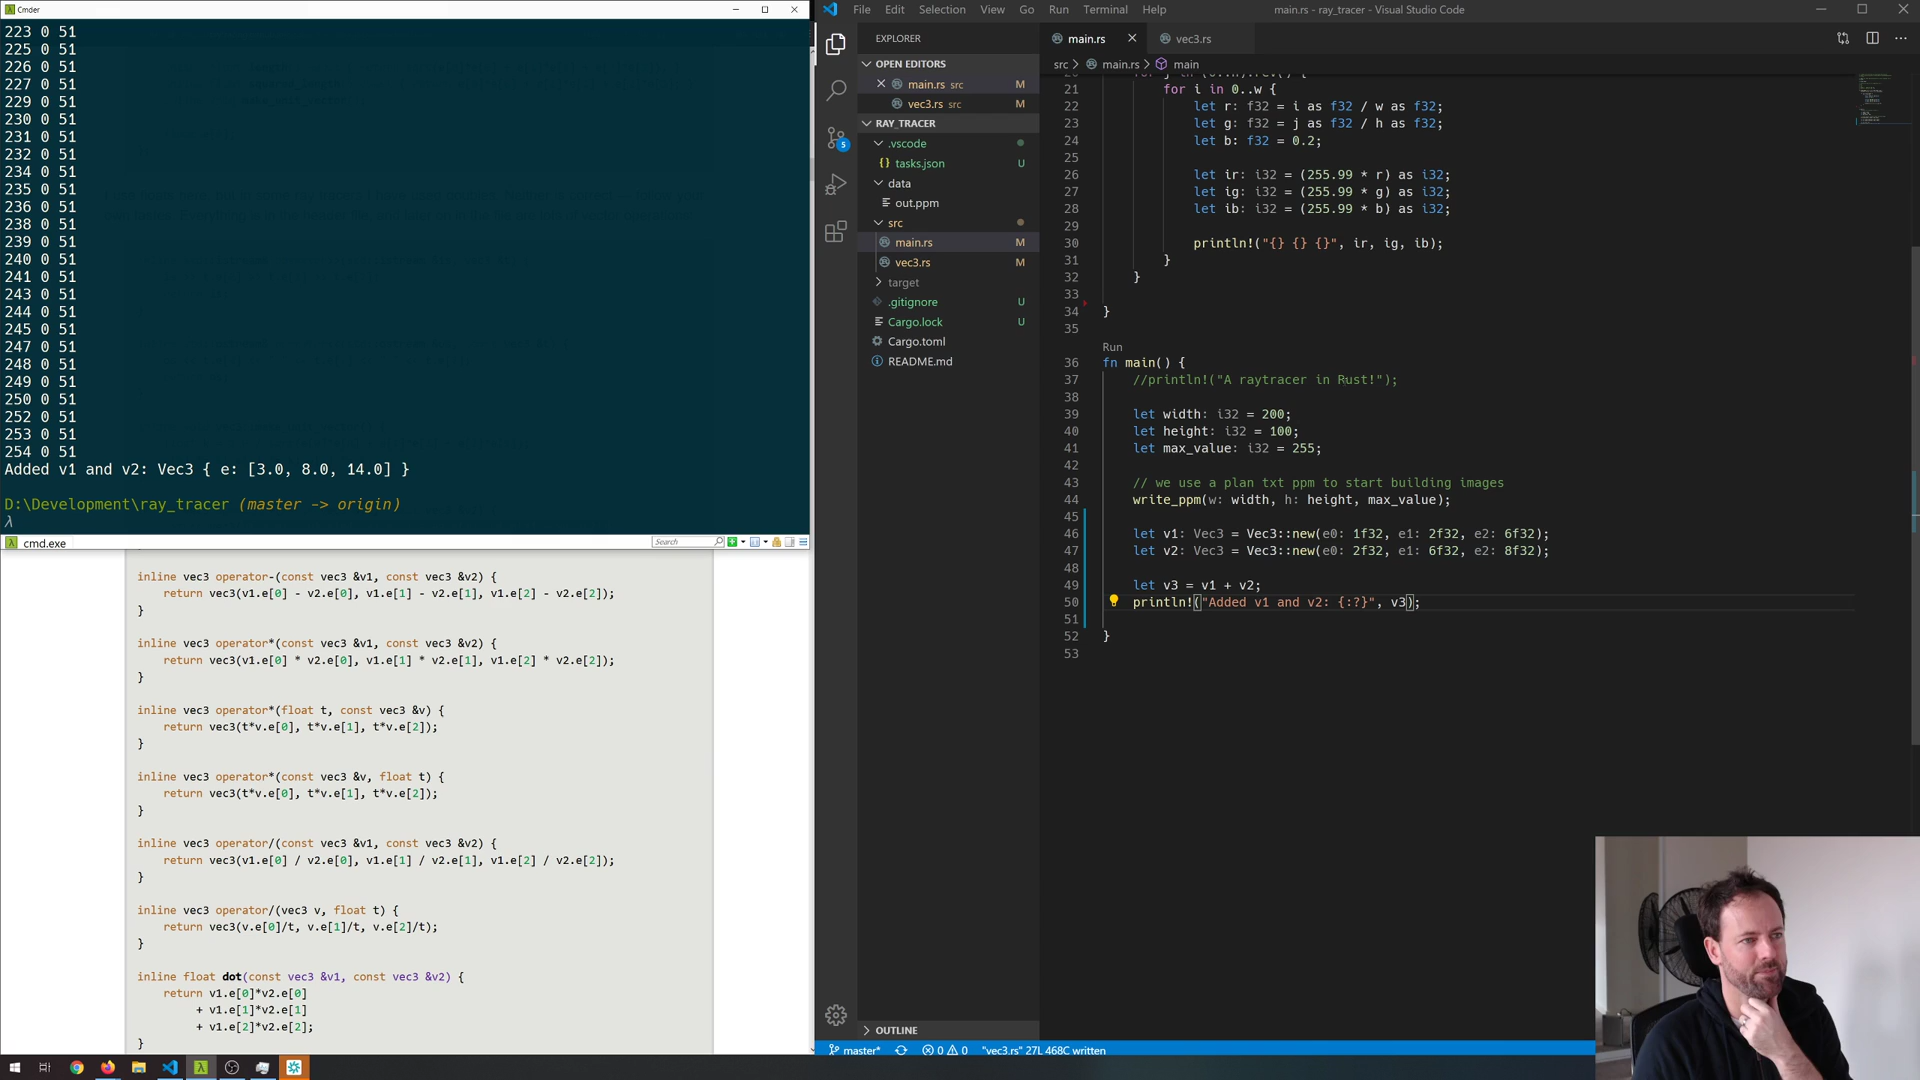 Cmder
223 0 51
225 0 51
226 0 51
227 0 51
229 0 51
230 0 51
231 0 51
232 0 51
234 0 51
235 0 51
236 0 51
238 0 51
239 0 51
240 0 51
241 0 51
243 0 51
244 0 51
245 0 51
247 0 51
248 0 51
249 0 51
250 0 51
252 0 51
253 0 51
254 0 51
Added v1 and v2: Vec3 { e: [3.0, 8.0, 14.0] }
D:\Development\ray_tracer (master -> origin)
λ
cmd.exe
Search
inline vec3 operator-(const vec3 &v1, const vec3 &v2) {
return vec3(v1.e[0] - v2.e[0], v1.e[1] - v2.e[1], v1.e[2] - v2.e[2]);
}
inline vec3 operator*(const vec3 &v1, const vec3 &v2) {
return vec3(v1.e[0] * v2.e[0], v1.e[1] * v2.e[1], v1.e[2] * v2.e[2]);
}
inline vec3 operator*(float t, const vec3 &v) {
return vec3(t*v.e[0], t*v.e[1], t*v.e[2]);
}
inline vec3 operator*(const vec3 &v, float t) {
return vec3(t*v.e[0], t*v.e[1], t*v.e[2]);
}
inline vec3 operator/(const vec3 &v1, const vec3 &v2) {
return vec3(v1.e[0] / v2.e[0], v1.e[1] / v2.e[1], v1.e[2] / v2.e[2]);
}
inline vec3 operator/(vec3 v, float t) {
return vec3(v.e[0]/t, v.e[1]/t, v.e[2]/t);
}
inline float dot(const vec3 &v1, const vec3 &v2) {
return v1.e[0]*v2.e[0]
+ v1.e[1]*v2.e[1]
+ v1.e[2]*v2.e[2];
}
File Edit Selection View Go Run Terminal Help
main.rs - ray_tracer - Visual Studio Code
EXPLORER
OPEN EDITORS
main.rs src M
vec3.rs src M
RAY_TRACER
.vscode
{} tasks.json U
data
out.ppm
src
main.rs M
vec3.rs M
target
.gitignore U
Cargo.lock U
Cargo.toml
README.md
5
OUTLINE
main.rs
vec3.rs
src > main.rs > main
21 for i in 0..w {
22 let r: f32 = i as f32 / w as f32;
23 let g: f32 = j as f32 / h as f32;
24 let b: f32 = 0.2;
25
26 let ir: i32 = (255.99 * r) as i32;
27 let ig: i32 = (255.99 * g) as i32;
28 let ib: i32 = (255.99 * b) as i32;
29
30 println!("{} {} {}", ir, ig, ib);
31 }
32 }
33
34 }
35
Run
36 fn main() {
37 //println!("A raytracer in Rust!");
38
39 let width: i32 = 200;
40 let height: i32 = 100;
41 let max_value: i32 = 255;
42
43 // we use a plan txt ppm to start building images
44 write_ppm(w: width, h: height, max_value);
45
46 let v1: Vec3 = Vec3::new(e0: 1f32, e1: 2f32, e2: 6f32);
47 let v2: Vec3 = Vec3::new(e0: 2f32, e1: 6f32, e2: 8f32);
48
49 let v3 = v1 + v2;
50 println!("Added v1 and v2: {:?}", v3);
51
52 }
53
master* 0 0 "vec3.rs" 27L 468C written